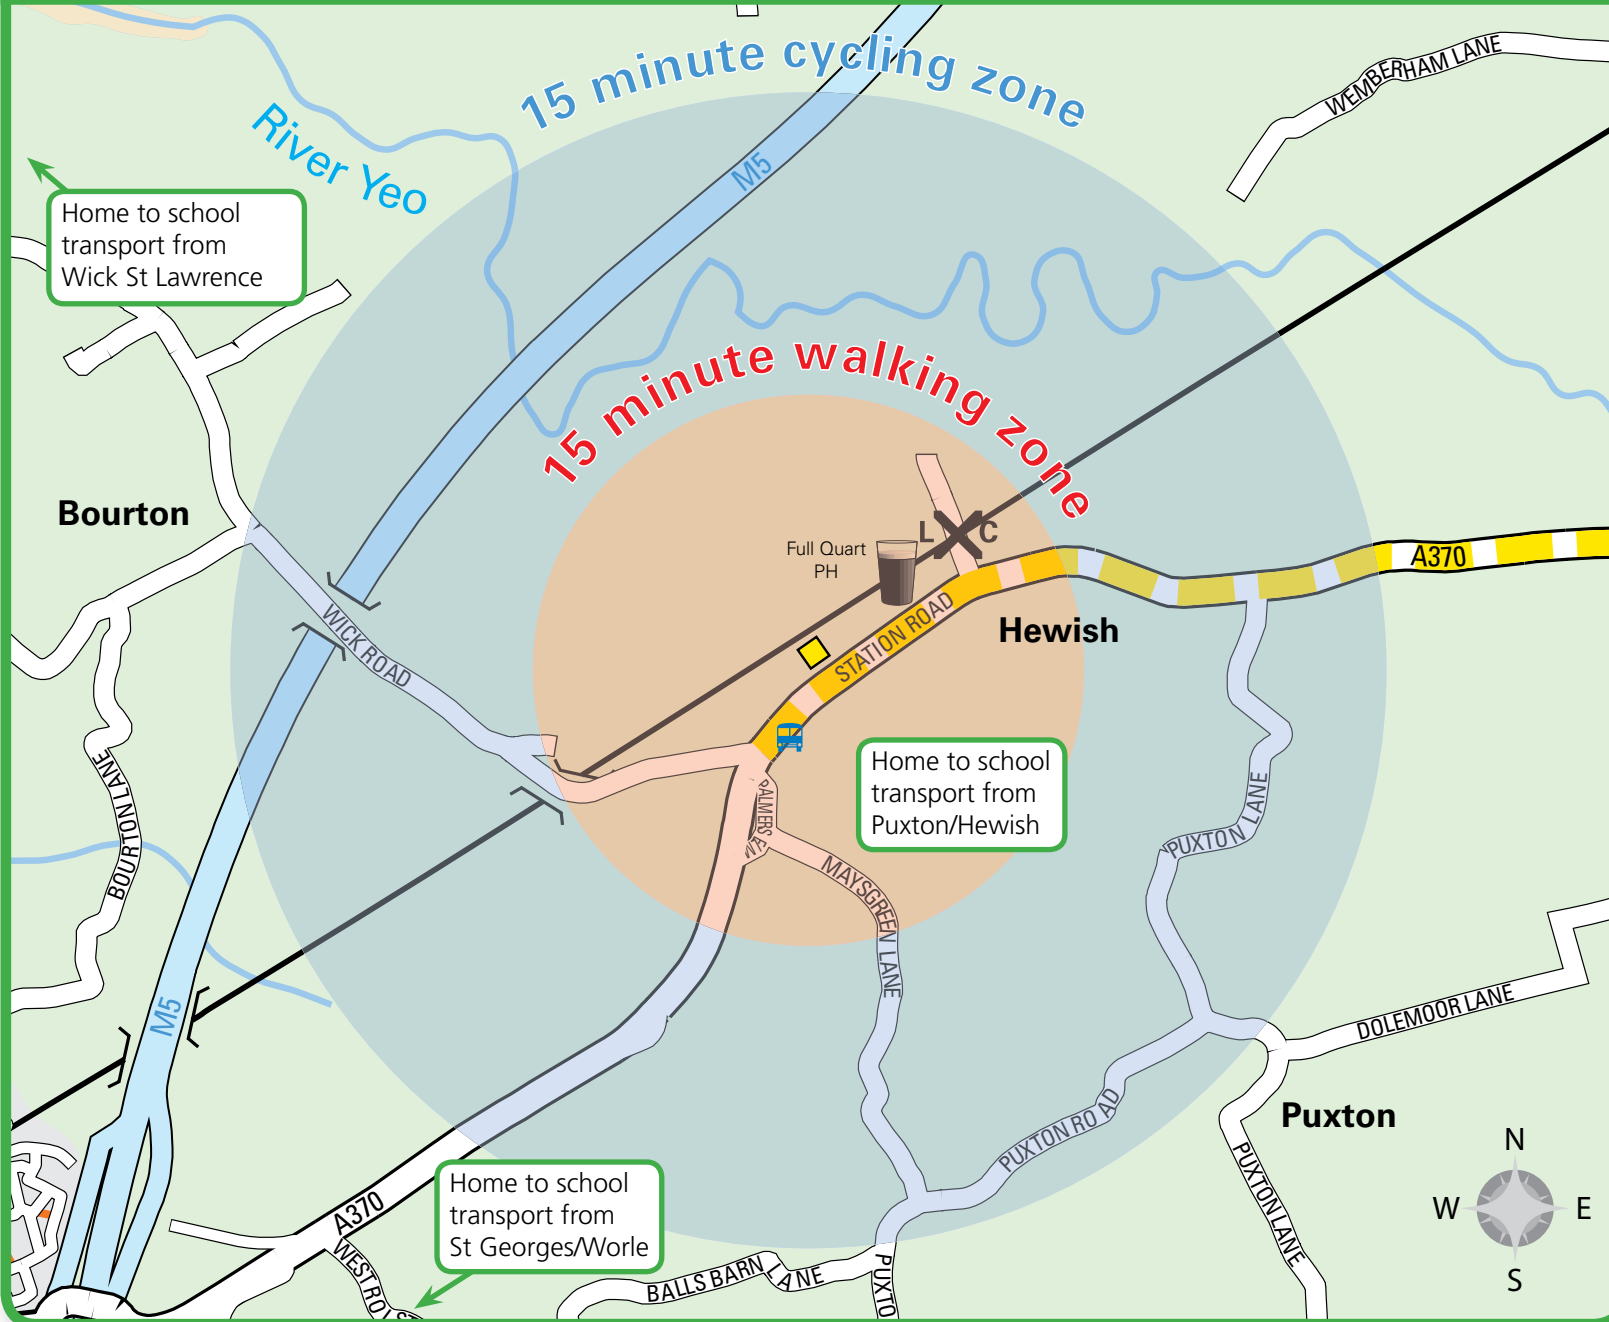 15 minute cycling zone
WEMBERHAM LANE
M5
River Yeo
Home to school
transport from
Wick St Lawrence
15 minute walking zone
Bourton
L C
Full Quart
PH
A370
STATION ROAD
Hewish
WICK ROAD
Home to school
transport from
Puxton/Hewish
BOURTON LANE
PALMERS
WAY
MAYSGREEN LANE
PUXTON LANE
M5
DOLEMOOR LANE
PUXTON ROAD
Puxton
N
W E
S
PUXTON LANE
Home to school
transport from
St Georges/Worle
A370
BALLS BARN LANE
PUXTO